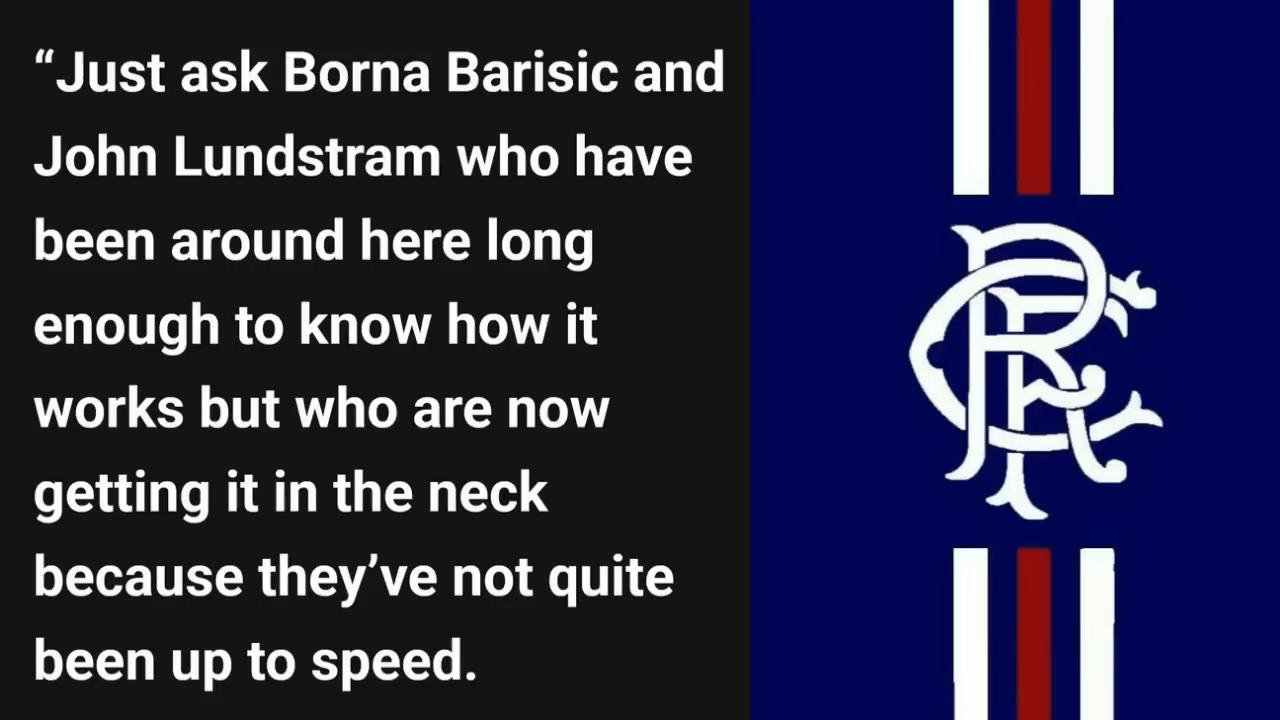 “Just ask Borna Barisic and
John Lundstram who have
been around here long
enough to know how it
works but who are now
getting it in the neck
because they’ve not quite
been up to speed.
RFC